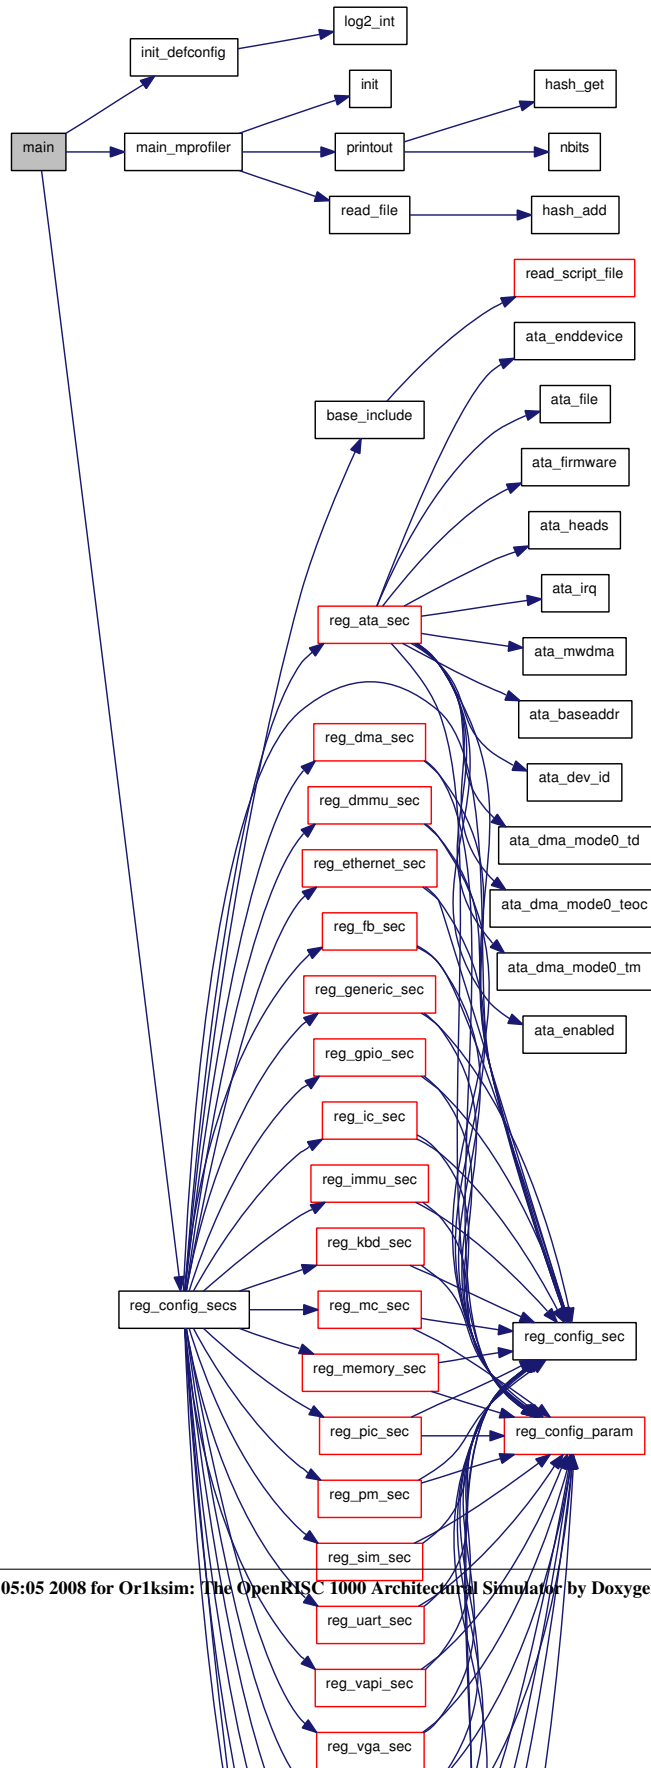 log2_int
init_defconfig
init
hash_get
main
main_mprofiler
printout
nbits
read_file
hash_add
read_script_file
ata_enddevice
ata_file
base_include
ata_firmware
ata_heads
ata_irq
reg_ata_sec
ata_mwdma
ata_baseaddr
reg_dma_sec
ata_dev_id
reg_dmmu_sec
ata_dma_mode0_td
reg_ethernet_sec
ata_dma_mode0_teoc
reg_fb_sec
ata_dma_mode0_tm
reg_generic_sec
ata_enabled
reg_gpio_sec
reg_ic_sec
reg_immu_sec
reg_kbd_sec
reg_config_secs
reg_mc_sec
reg_config_sec
reg_memory_sec
reg_pic_sec
reg_config_param
reg_pm_sec
reg_sim_sec
05:05 2008 for Or1ksim: The OpenRISC 1000 Architectural Simulator by Doxyge
reg_uart_sec
reg_vapi_sec
reg_vga_sec